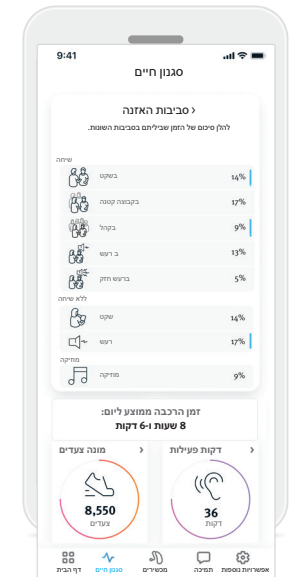 9:41
סגנון חיים
סביבות האזנה ›
להלן סיכום של הזמן שביליתם בסביבות השונות.
שיחה
בשקט 14%
בקבוצה קטנה 17%
בקהל 9%
ב רעש 13%
ברעש חזק 5%
ללא שיחה
שקט 14%
רעש 17%
מוזיקה
מוזיקה 9%
זמן הרכבה ממוצע ליום:
8 שעות ו-6 דקות
דקות פעילות ›
מונה צעדים ›
36
דקות
8,550
צעדים
אפשרויות נוספות
תמיכה
מכשירים
סגנון חיים
דף הבית